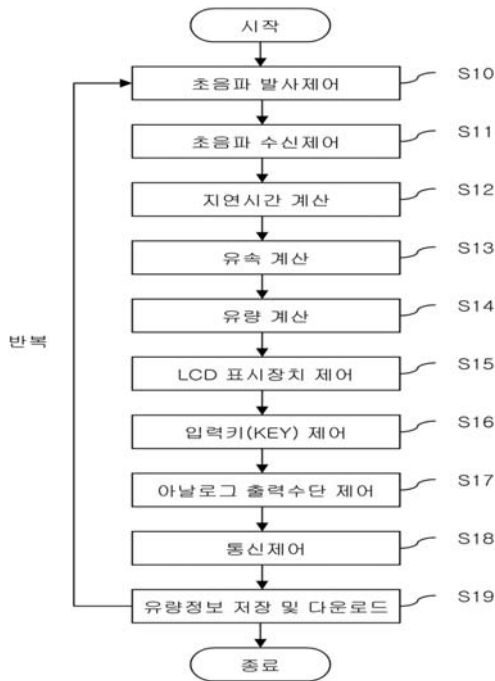 시작
초음파 발사제어
S10
초음파 수신제어
S11
지연시간 계산
S12
유속 계산
S13
유량 계산
S14
반복
LCD 표시장치 제어
S15
입력키(KEY) 제어
S16
아날로그 출력수단 제어
S17
통신제어
S18
유량정보 저장 및 다운로드
S19
종료